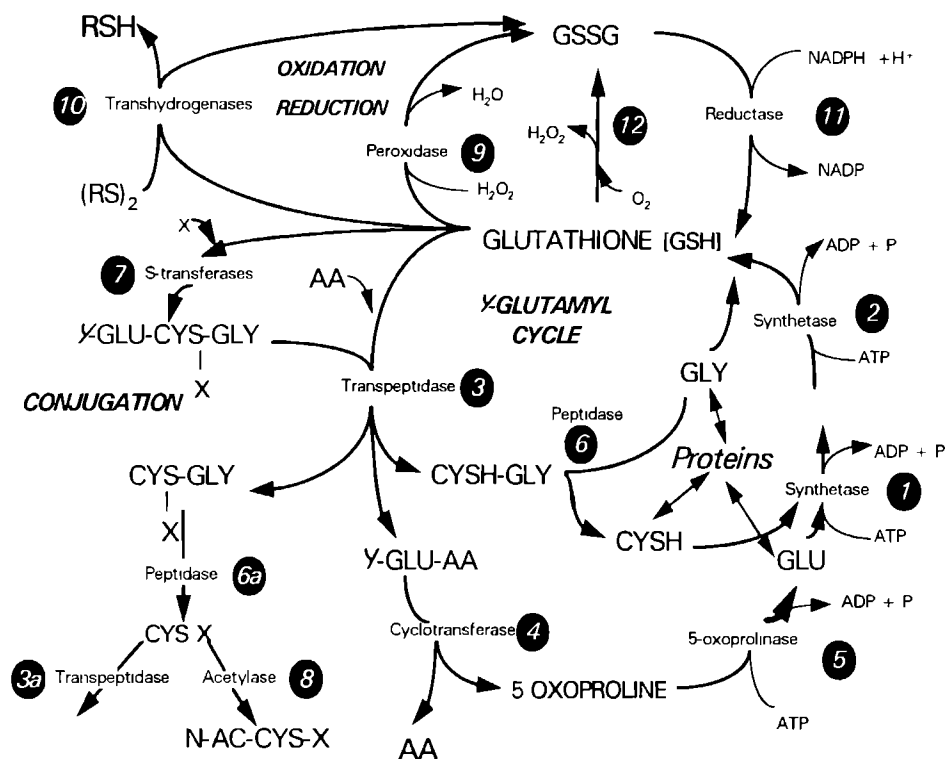 RSH
GSSG
OXIDATION
REDUCTION
NADPH + H⁺
10 Transhydrogenases
H₂O
H₂O₂
12
Reductase 11
Peroxidase 9
(RS)₂
H₂O₂
O₂
NADP
X
GLUTATHIONE [GSH]
ADP + P
7 S-transferases
AA
γ-GLUTAMYL
CYCLE
γ-GLU-CYS-GLY
X
Synthetase 2
ATP
CONJUGATION
Transpeptidase 3
GLY
Peptidase
6
CYS-GLY
X
CYSH-GLY
Proteins
ADP + P
Synthetase 1
CYSH
ATP
γ-GLU-AA
GLU
Peptidase 6a
ADP + P
CYS X
Cyclotransferase 4
5-oxoprolinase
5
3a Transpeptidase
Acetylase 8
5 OXOPROLINE
ATP
N-AC-CYS-X
AA